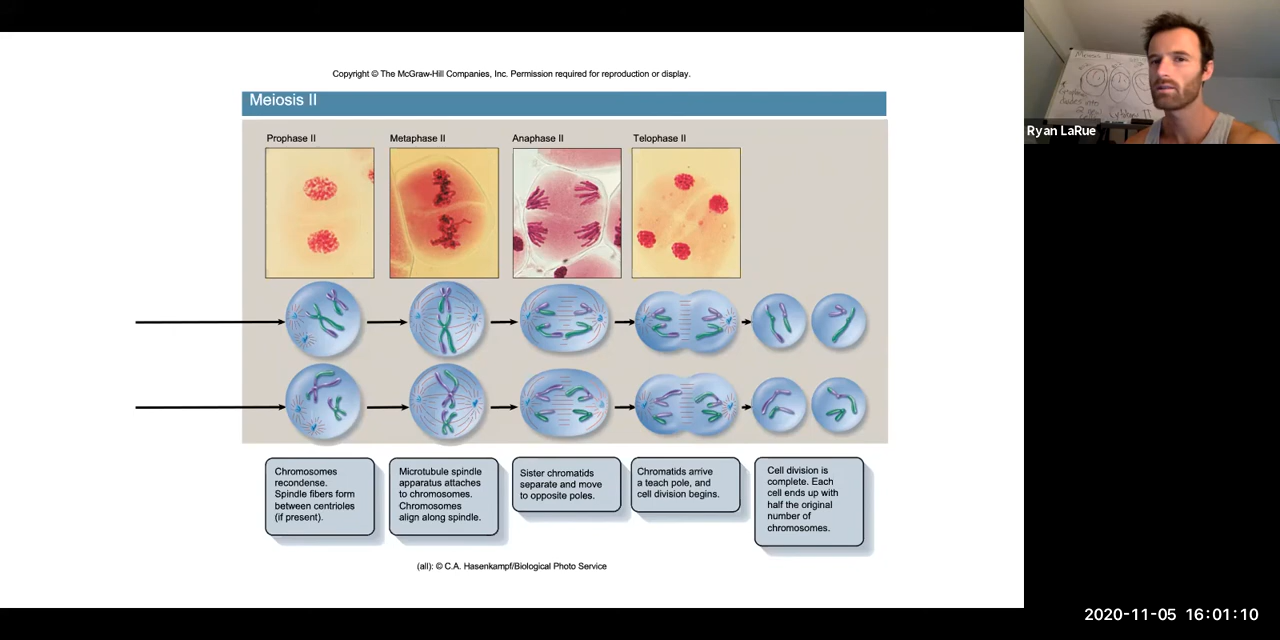 Copyright © The McGraw-Hill Companies, Inc. Permission required for reproduction or display.
Meiosis II
Prophase II
Metaphase II
Anaphase II
Telophase II
Chromosomes
recondense.
Spindle fibers form
between centrioles
(if present).
Microtubule spindle
apparatus attaches
to chromosomes.
Chromosomes
align along spindle.
Sister chromatids
separate and move
to opposite poles.
Chromatids arrive
a teach pole, and
cell division begins.
Cell division is
complete. Each
cell ends up with
half the original
number of
chromosomes.
(all): © C.A. Hasenkampf/Biological Photo Service
Meiosis II
Ryan LaRue
2020-11-05 16:01:10